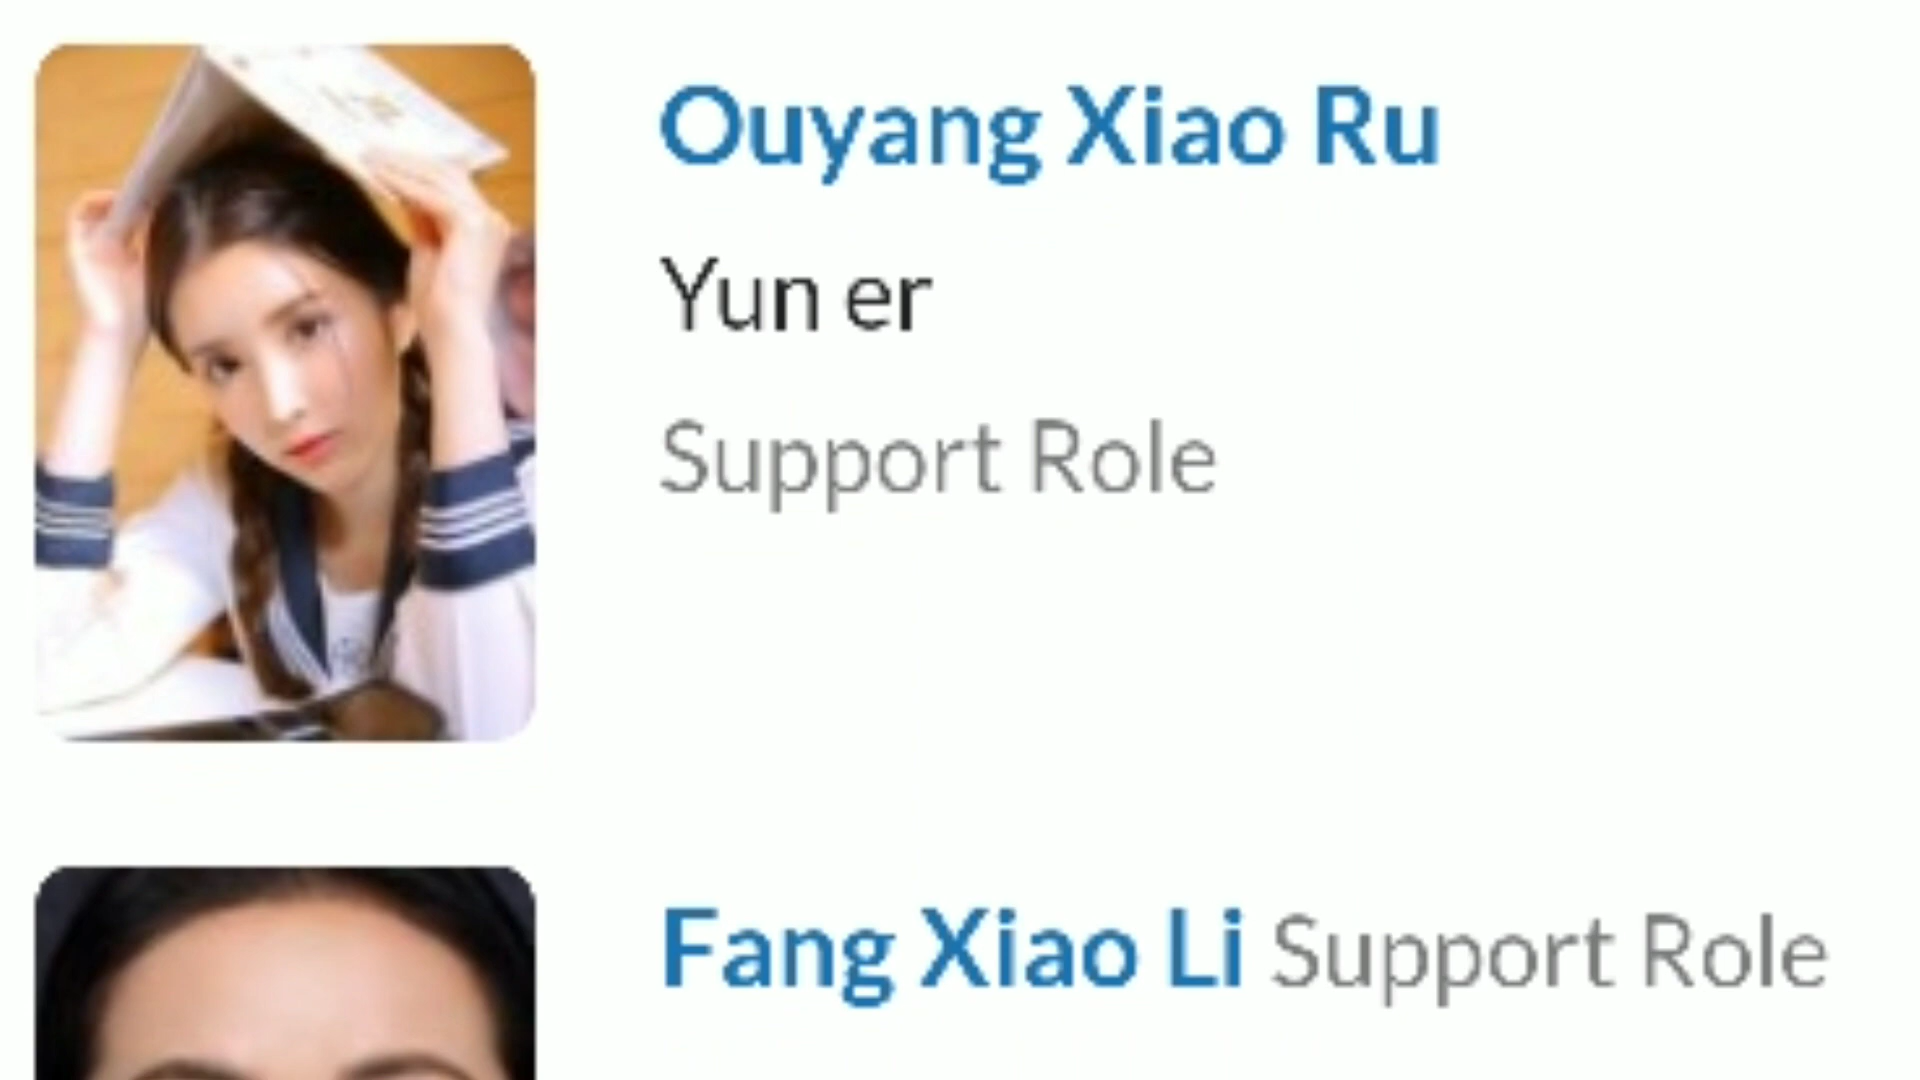 Ouyang Xiao Ru
Yun er
Support Role
Fang Xiao Li Support Role